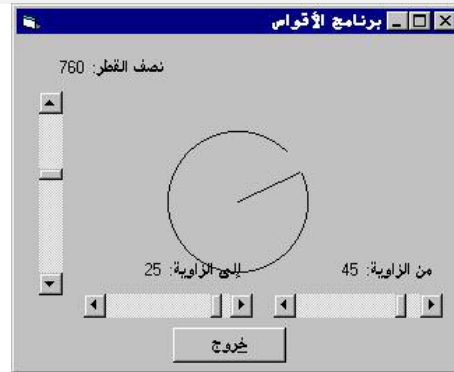 برنامج الأقواس
نصف القطر: 760
من الزاوية: 45
إلى الزاوية: 25
خروج